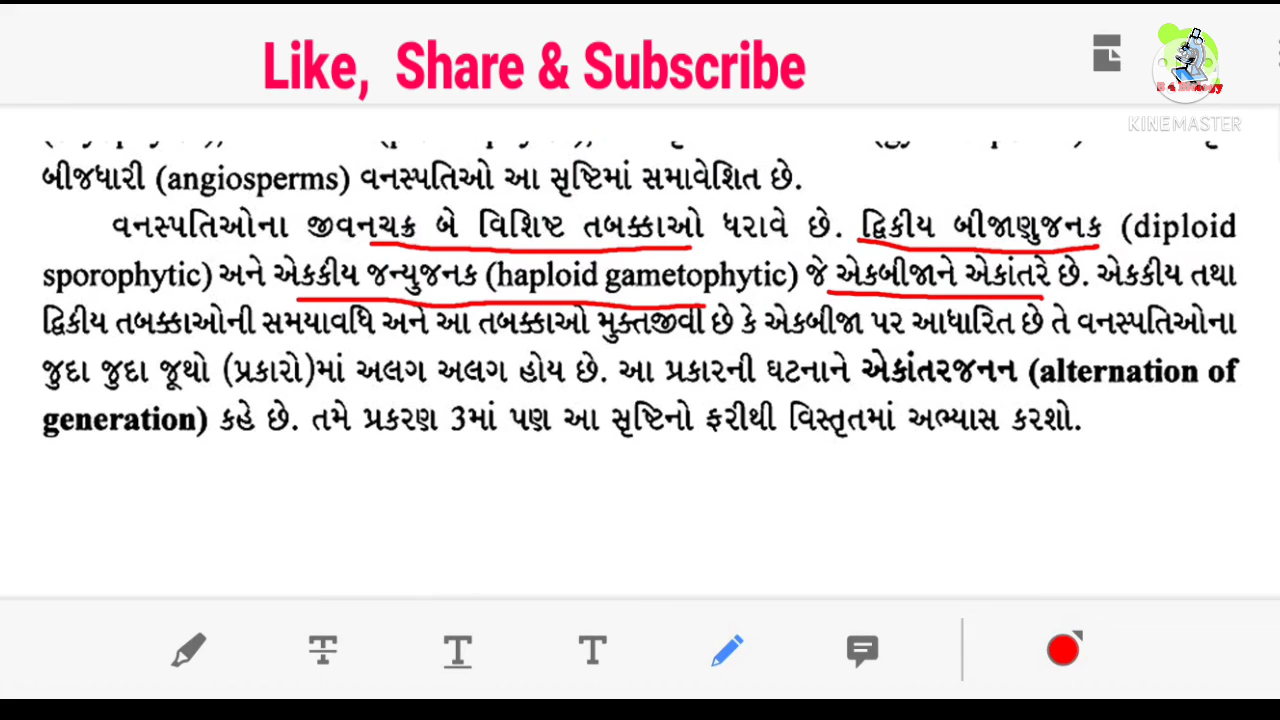 Like, Share & Subscribe
B 4 Biology
KINEMASTER
બીજધારી (angiosperms) વનસ્પતિઓ આ સૃષ્ટિમાં સમાવેશિત છે.
વનસ્પતિઓના જીવનચક્ર બે વિશિષ્ટ તબક્કાઓ ધરાવે છે. દ્વિકીય બીજાણુજનક (diploid
sporophytic) અને એકકીય જન્યુજનક (haploid gametophytic) જે એકબીજાને એકાંતરે છે. એકકીય તથા
દ્વિકીય તબક્કાઓની સમયાવધિ અને આ તબક્કાઓ મુક્તજીવી છે કે એકબીજા પર આધારિત છે તે વનસ્પતિઓના
જુદા જુદા જૂથો (પ્રકારો)માં અલગ અલગ હોય છે. આ પ્રકારની ઘટનાને એકાંતરજનન (alternation of
generation) કહે છે. તમે પ્રકરણ 3માં પણ આ સૃષ્ટિનો ફરીથી વિસ્તૃતમાં અભ્યાસ કરશો.
T
T
T